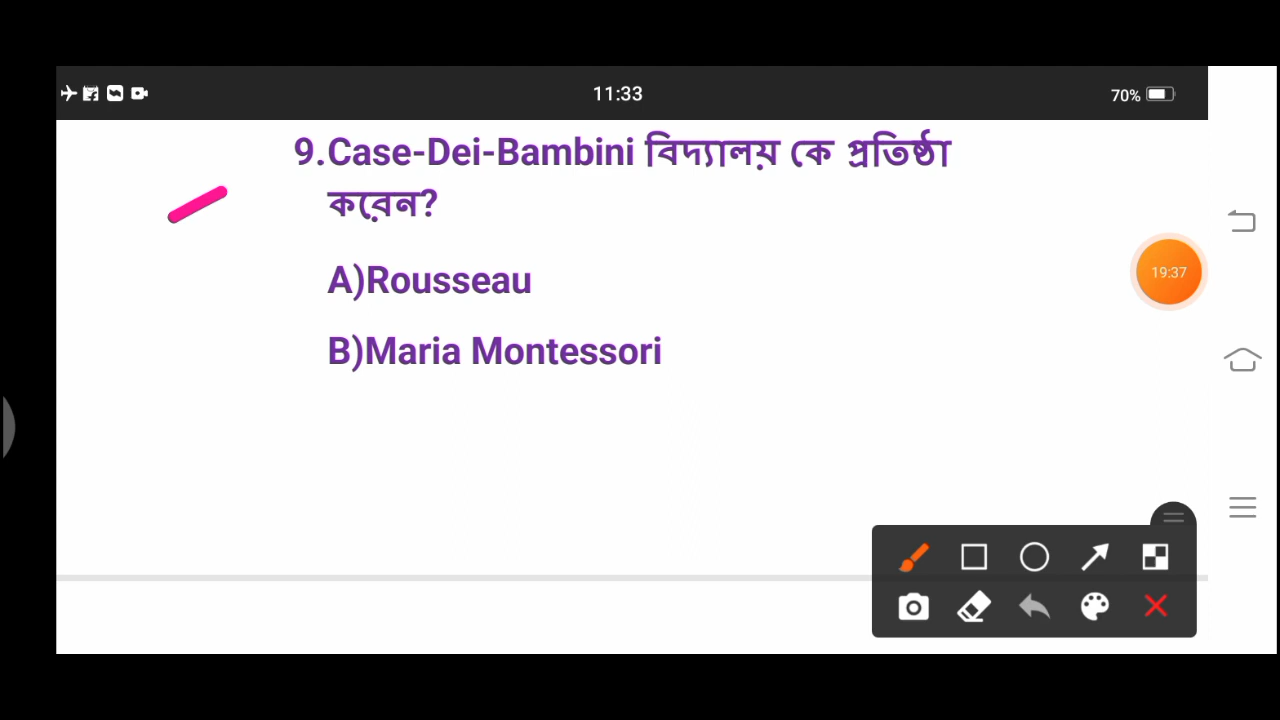 11:33
70%
9.Case-Dei-Bambini বিদ্যালয় কে প্রতিষ্ঠা
করেন?
19:37
A)Rousseau
B)Maria Montessori